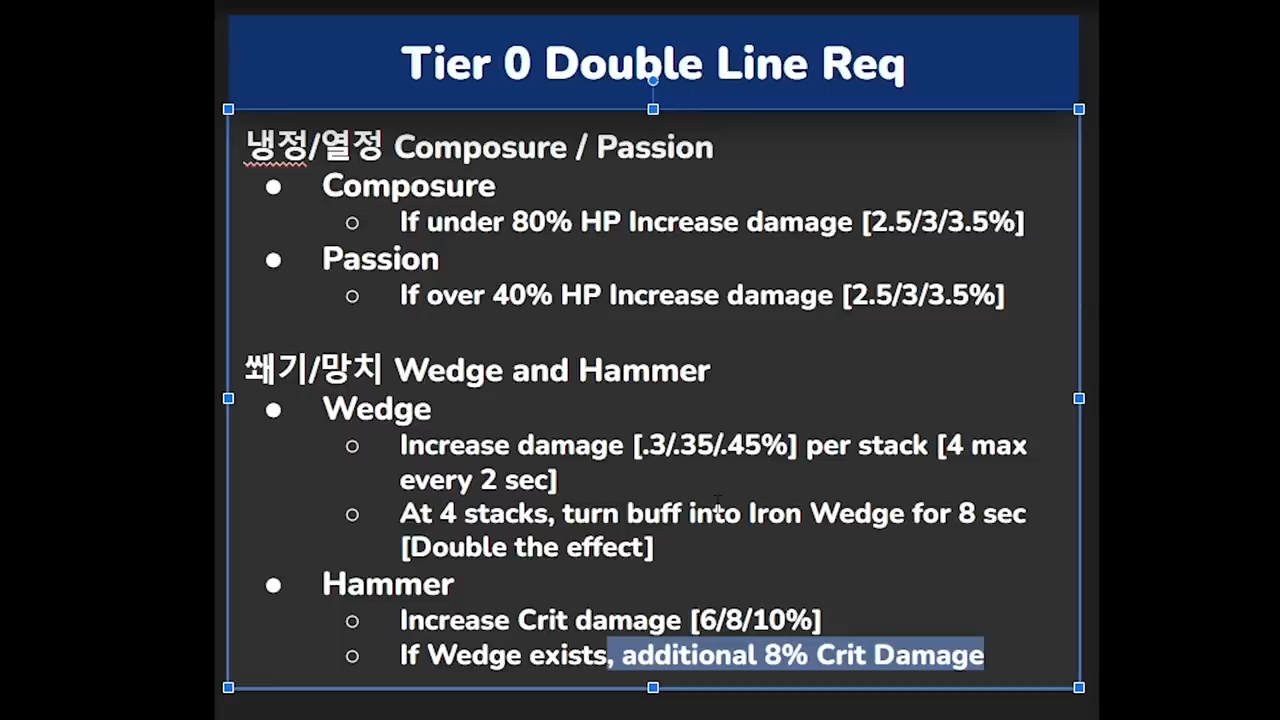 Tier 0 Double Line Req
냉정/열정 Composure / Passion
● Composure
○ If under 80% HP Increase damage [2.5/3/3.5%]
● Passion
○ If over 40% HP Increase damage [2.5/3/3.5%]
쐐기/망치 Wedge and Hammer
● Wedge
○ Increase damage [.3/.35/.45%] per stack [4 max
every 2 sec]
○ At 4 stacks, turn buff into Iron Wedge for 8 sec
[Double the effect]
● Hammer
○ Increase Crit damage [6/8/10%]
○ If Wedge exists, additional 8% Crit Damage